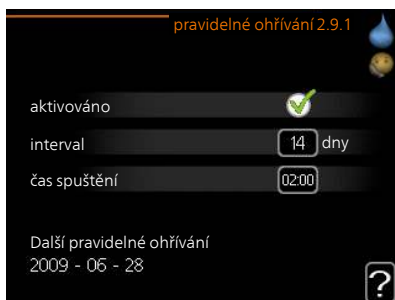 pravidelné ohřívání 2.9.1
aktivováno
interval 14 dny
čas spuštění 02:00
Další pravidelné ohřívání
2009 - 06 - 28
?